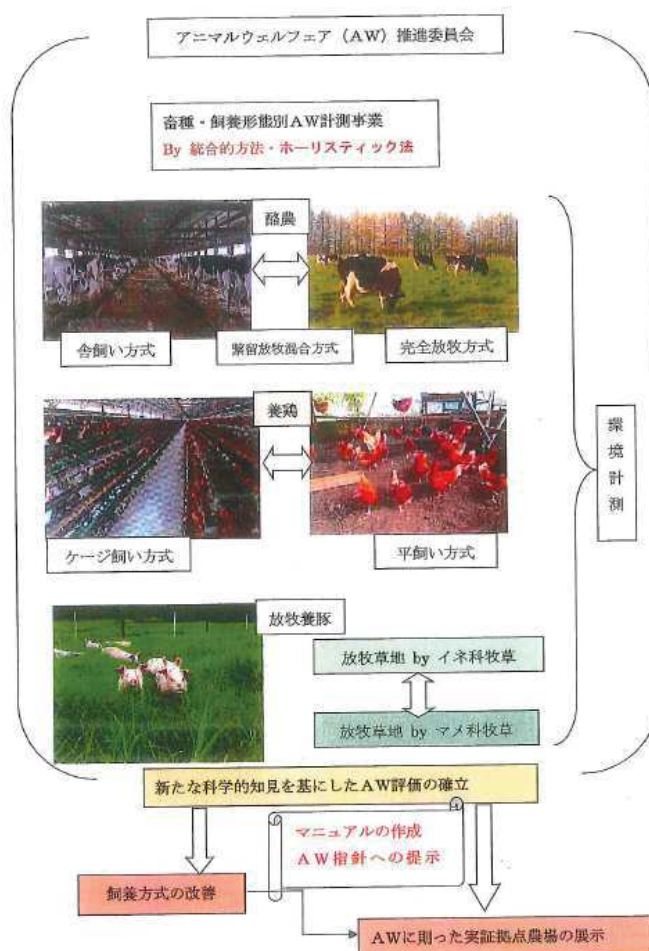 アニマルウェルフェア（AW）推進委員会
畜種・飼養形態別AW計測事業
By 統合的方法・ホーリスティック法
酪農
舎飼い方式
繋留放牧混合方式
完全放牧方式
養鶏
環境計測
ケージ飼い方式
平飼い方式
放牧養豚
放牧草地 by イネ科牧草
放牧草地 by マメ科牧草
新たな科学的知見を基にしたAW評価の確立
マニュアルの作成
AW指針への提示
飼養方式の改善
AWに則った実証拠点農場の展示